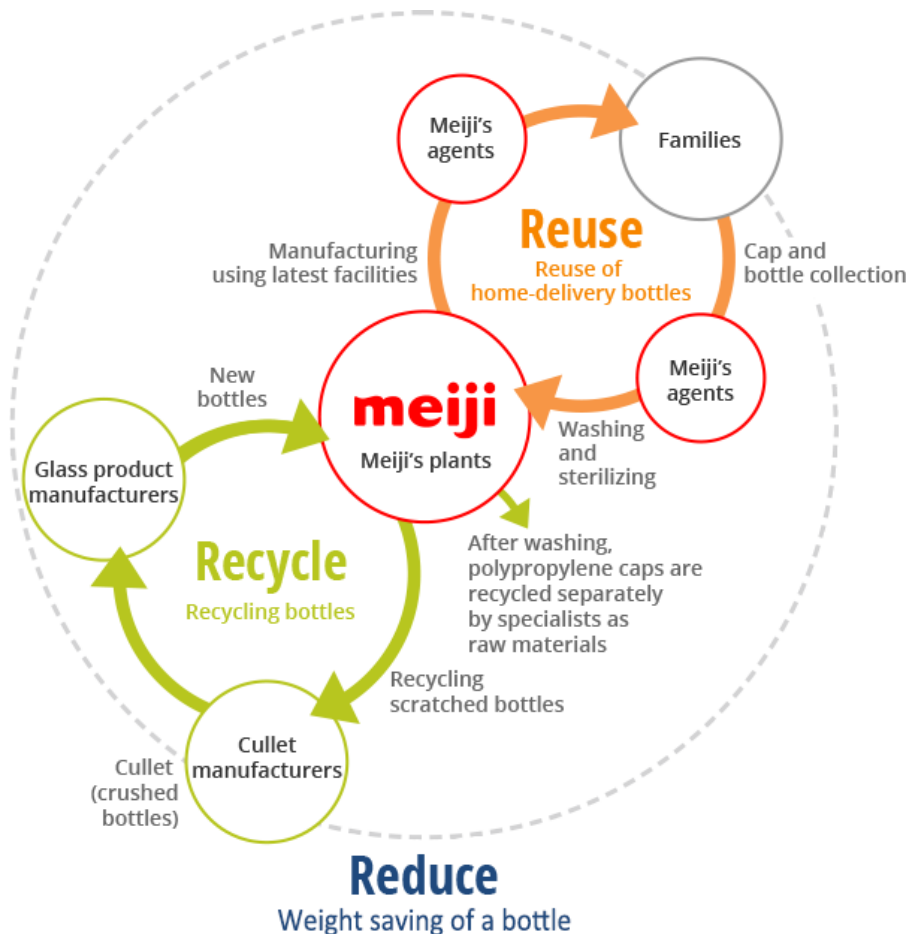 Meiji's
agents
Families
Reuse
Reuse of
home-delivery bottles
Manufacturing
using latest facilities
Cap and
bottle collection
Meiji's
agents
Washing
and
sterilizing
meiji
Meiji's plants
New
bottles
Glass product
manufacturers
Recycle
Recycling bottles
After washing,
polypropylene caps are
recycled separately
by specialists as
raw materials
Recycling
scratched bottles
Cullet
manufacturers
Cullet
(crushed
bottles)
Reduce
Weight saving of a bottle